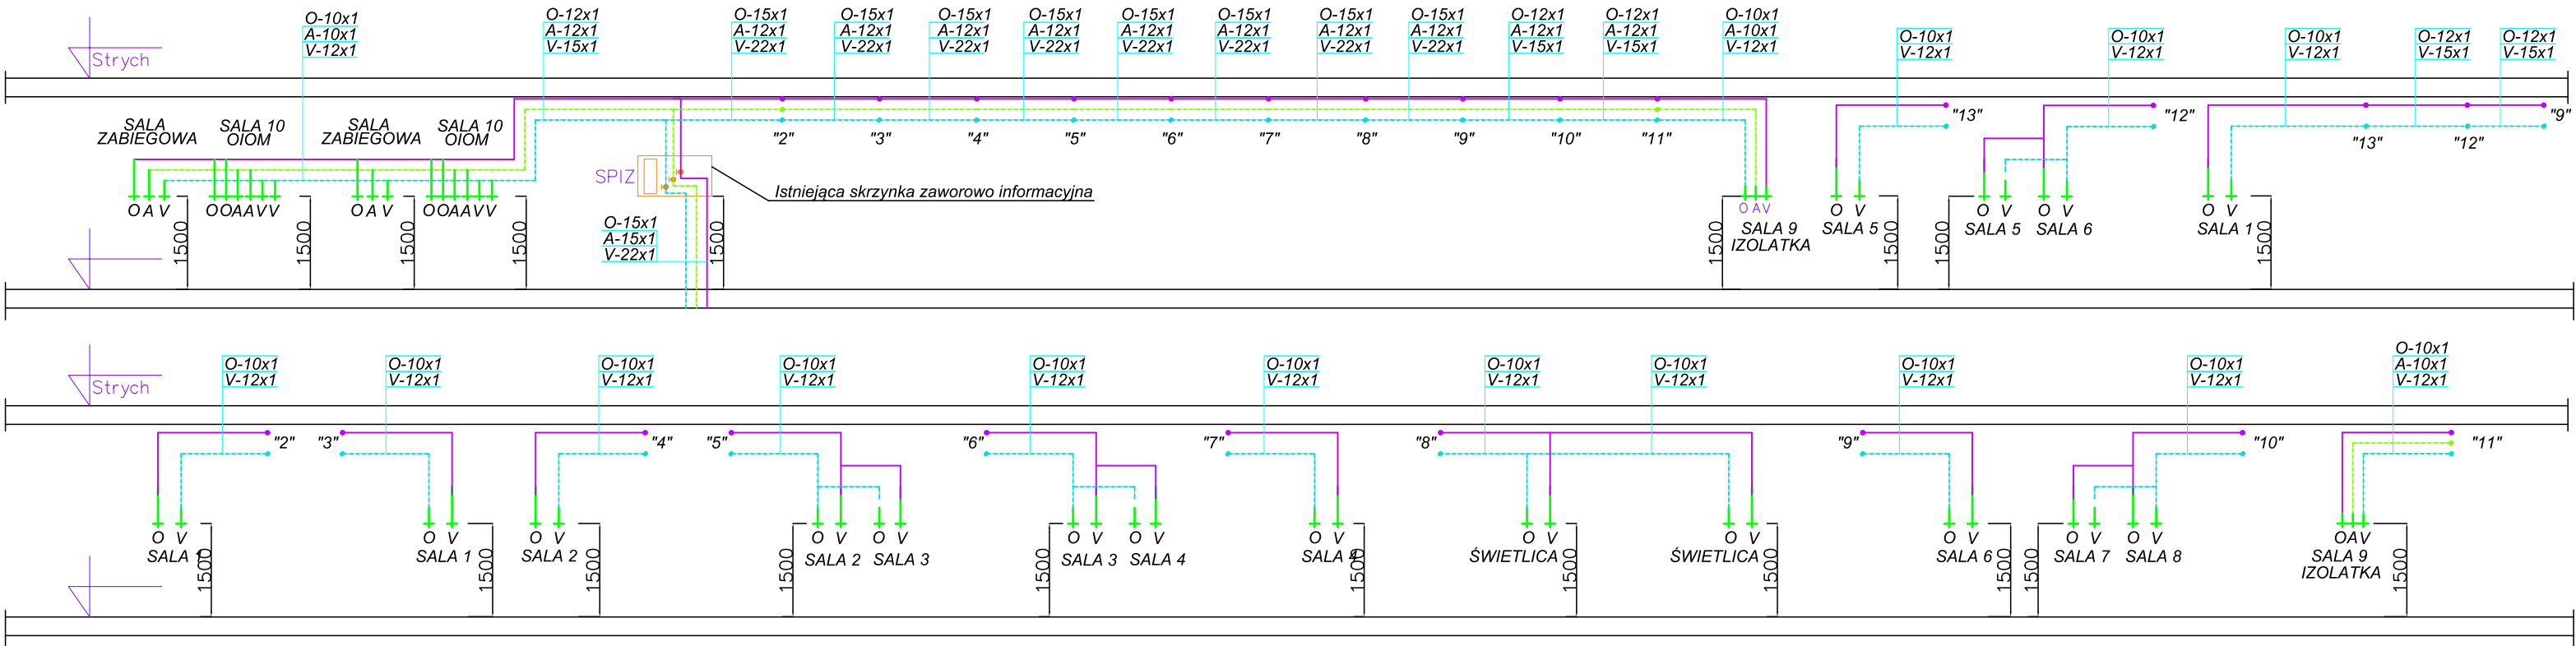 O-10x1
A-10x1
V-12x1
O-12x1
A-12x1
V-15x1
O-15x1
A-12x1
V-22x1
O-15x1
A-12x1
V-22x1
O-15x1
A-12x1
V-22x1
O-15x1
A-12x1
V-22x1
O-15x1
A-12x1
V-22x1
O-15x1
A-12x1
V-22x1
O-15x1
A-12x1
V-22x1
O-15x1
A-12x1
V-22x1
O-12x1
A-12x1
V-15x1
O-12x1
A-12x1
V-15x1
O-10x1
A-10x1
V-12x1
O-10x1
V-12x1
O-10x1
V-12x1
O-10x1
V-12x1
O-12x1
V-15x1
O-12x1
V-15x1
Strych
SALA
ZABIEGOWA
SALA 10
OIOM
SALA
ZABIEGOWA
SALA 10
OIOM
"2"
"3"
"4"
"5"
"6"
"7"
"8"
"9"
"10"
"11"
"13"
"12"
"13"
"12"
"9"
SPIZ
Istniejąca skrzynka zaworowo informacyjna
O A V
OOAAVV
O A V
OOAAVV
O-15x1
A-15x1
V-22x1
O A V
SALA 9
IZOLATKA
O V
SALA 5
O V
SALA 5
O V
SALA 6
O V
SALA 1
1500
1500
1500
1500
1500
1500
1500
1500
1500
Strych
O-10x1
V-12x1
O-10x1
V-12x1
O-10x1
V-12x1
O-10x1
V-12x1
O-10x1
V-12x1
O-10x1
V-12x1
O-10x1
V-12x1
O-10x1
V-12x1
O-10x1
V-12x1
O-10x1
V-12x1
O-10x1
A-10x1
V-12x1
"2"
"3"
"4"
"5"
"6"
"7"
"8"
"9"
"10"
"11"
O V
SALA 1
O V
SALA 1
O V
SALA 2
O V
SALA 2
O V
SALA 3
O V
SALA 3
O V
SALA 4
O V
SALA 4
O V
ŚWIETLICA
O V
ŚWIETLICA
O V
SALA 6
O V
SALA 7
O V
SALA 8
OAV
SALA 9
IZOLATKA
1500
1500
1500
1500
1500
1500
1500
1500
1500
1500
1500